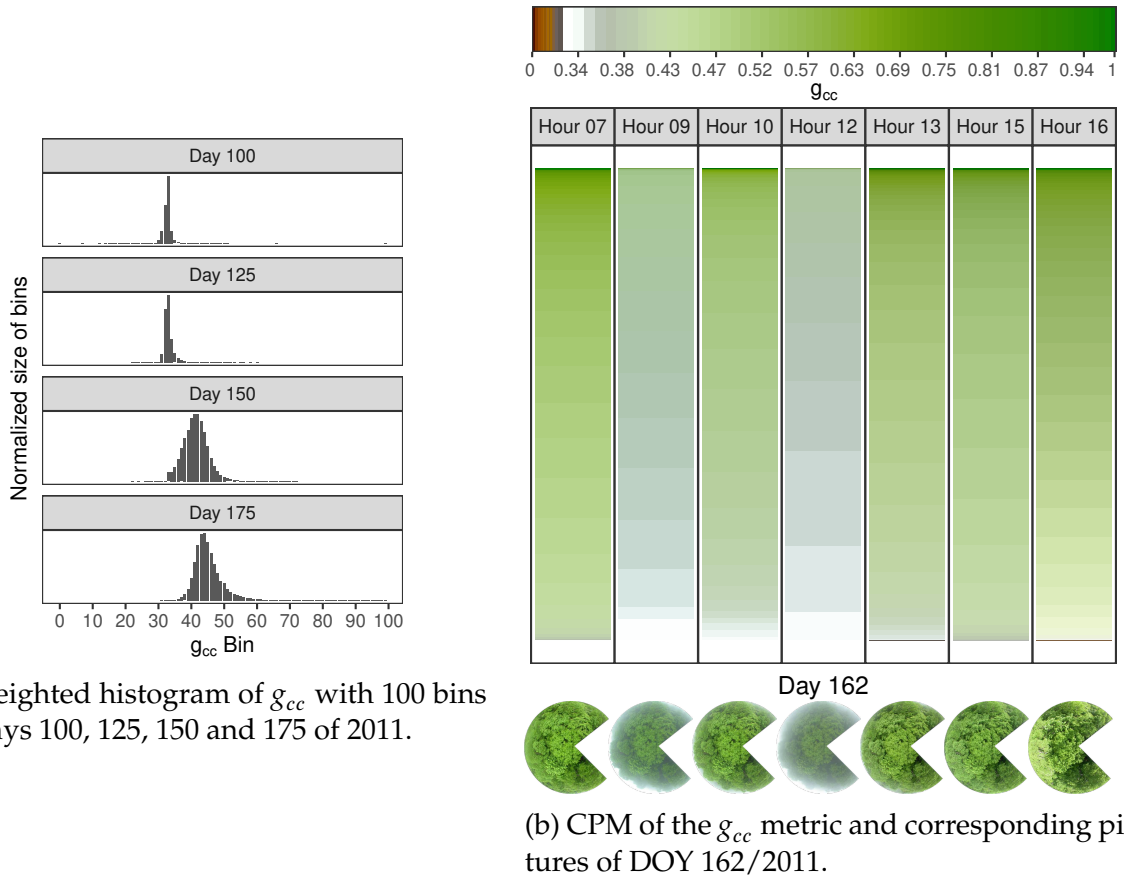 Day 100
Day 125
Day 150
Day 175
Normalized size of bins
0 10 20 30 40 50 60 70 80 90 100
gcc Bin
eighted histogram of gcc with 100 bins
ys 100, 125, 150 and 175 of 2011.
0 0.34 0.38 0.43 0.47 0.52 0.57 0.63 0.69 0.75 0.81 0.87 0.94 1
gcc
Hour 07 Hour 09 Hour 10 Hour 12 Hour 13 Hour 15 Hour 16
Day 162
(b) CPM of the gcc metric and corresponding pi
tures of DOY 162/2011.